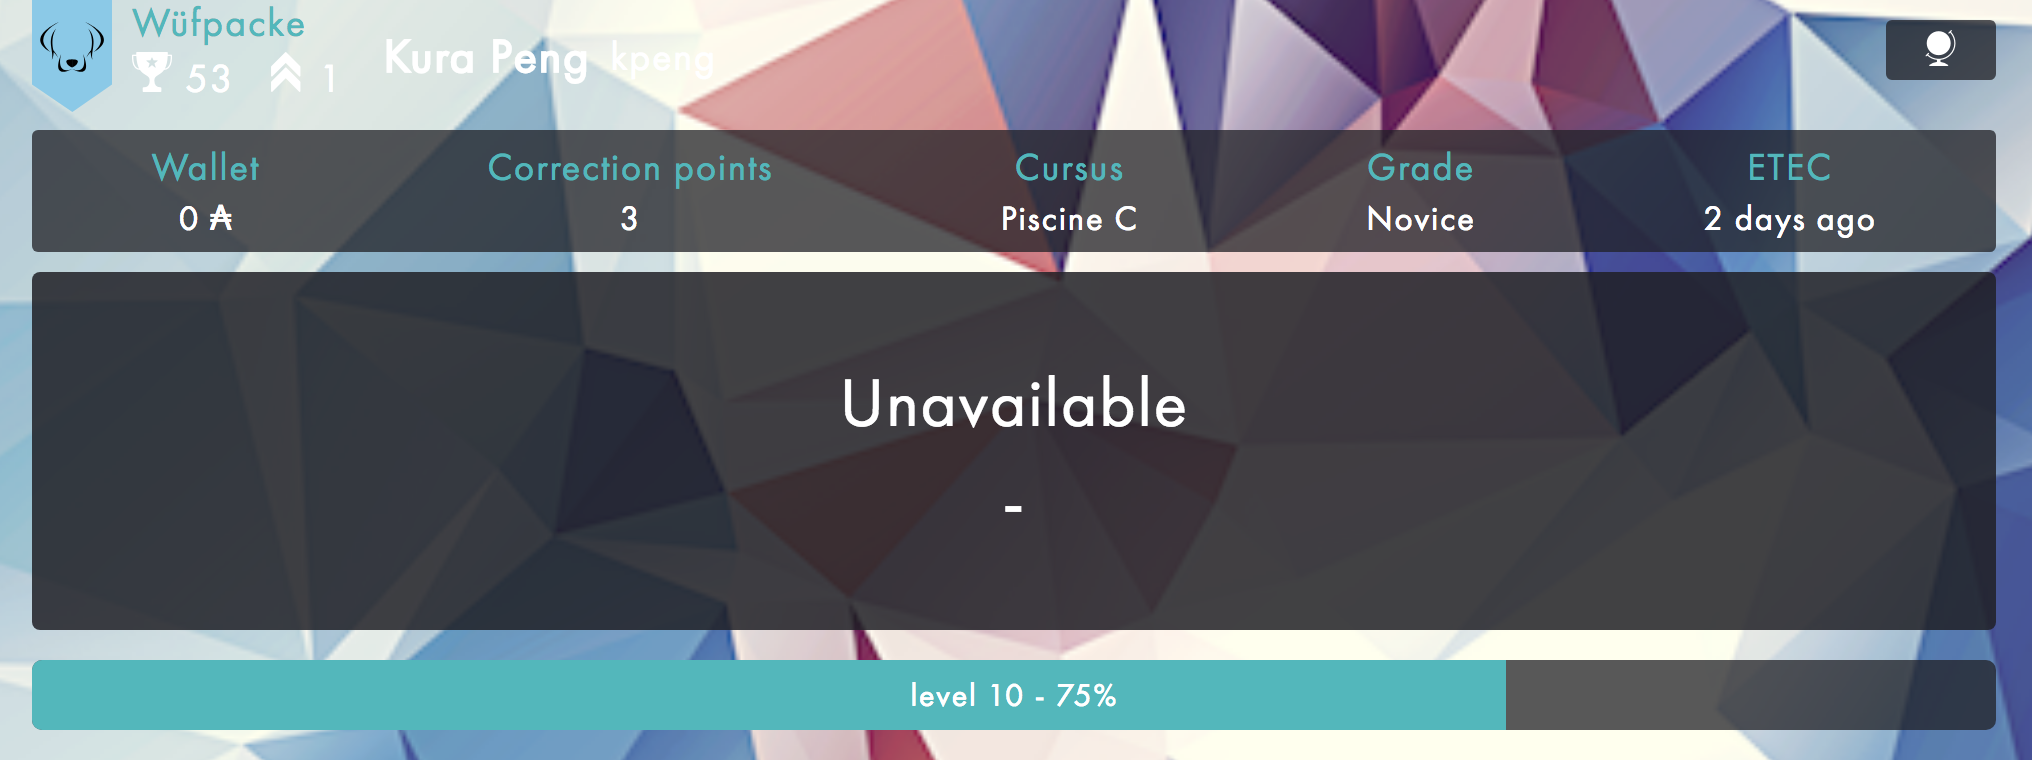 Wüfpacke
53 1
Kura Peng kpeng
Wallet Correction points Cursus Grade ETEC
0 ₳ 3 Piscine C Novice 2 days ago
Unavailable
-
level 10 - 75%